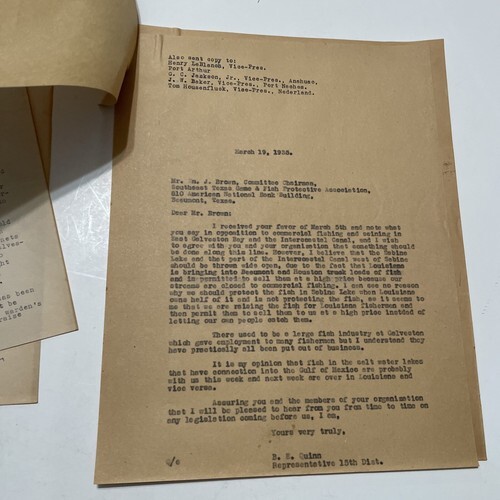 Also sent copy to:
Henry LeBlanch, Vice-Pres.
Port Arthur
G. C. Jackson, Jr., Vice-Pres., Anahuac,
J. W. Baker, Vice-Pres., Port Neches.
Tom Housenfluck, Vice-Pres., Nederland.
March 19, 1938.
Mr. Wm. J. Brown, Committee Chairman,
Southeast Texas Game & Fish Protective Association,
610 American National Bank Building,
Beaumont, Texas.
Dear Mr. Brown:
I received your favor of March 5th and note what
you say in opposition to commercial fishing and seining in
East Galveston Bay and the Intercoastal Canal, and I wish
to agree with you and your organization that something should
be done along this line. However, I believe that the Sabine
Lake and the part of the Intercoastal Canal west of Sabine
should be thrown wide open, due to the fact that Louisiana
is bringing into Beaumont and Houston truck loads of fish
and is permitted to sell them at a high price because our
streams are closed to commercial fishing. I can see no reason
why we should protect the fish in Sabine Lake when Louisiana
owns half of it and is not protecting the fish, so it seems to
me that we are raising the fish for Louisiana fisherman and
then permit them to sell them to us at a high price instead of
letting our own people catch them.
There used to be a large fish industry at Galveston
which gave employment to many fisherman but I understand they
have practically all been put out of business.
It is my opinion that fish in the salt water lakes
that have connection into the Gulf of Mexico are probably
with us this week and next week are over in Louisiana and
vice versa.
Assuring you and the members of your organization
that I will be pleased to hear from you from time to time on
any legislation coming before us, I am,
Yours very truly,
Q/c
B. E. Quinn
Representative 15th Dist.
nets
been
be
warden's